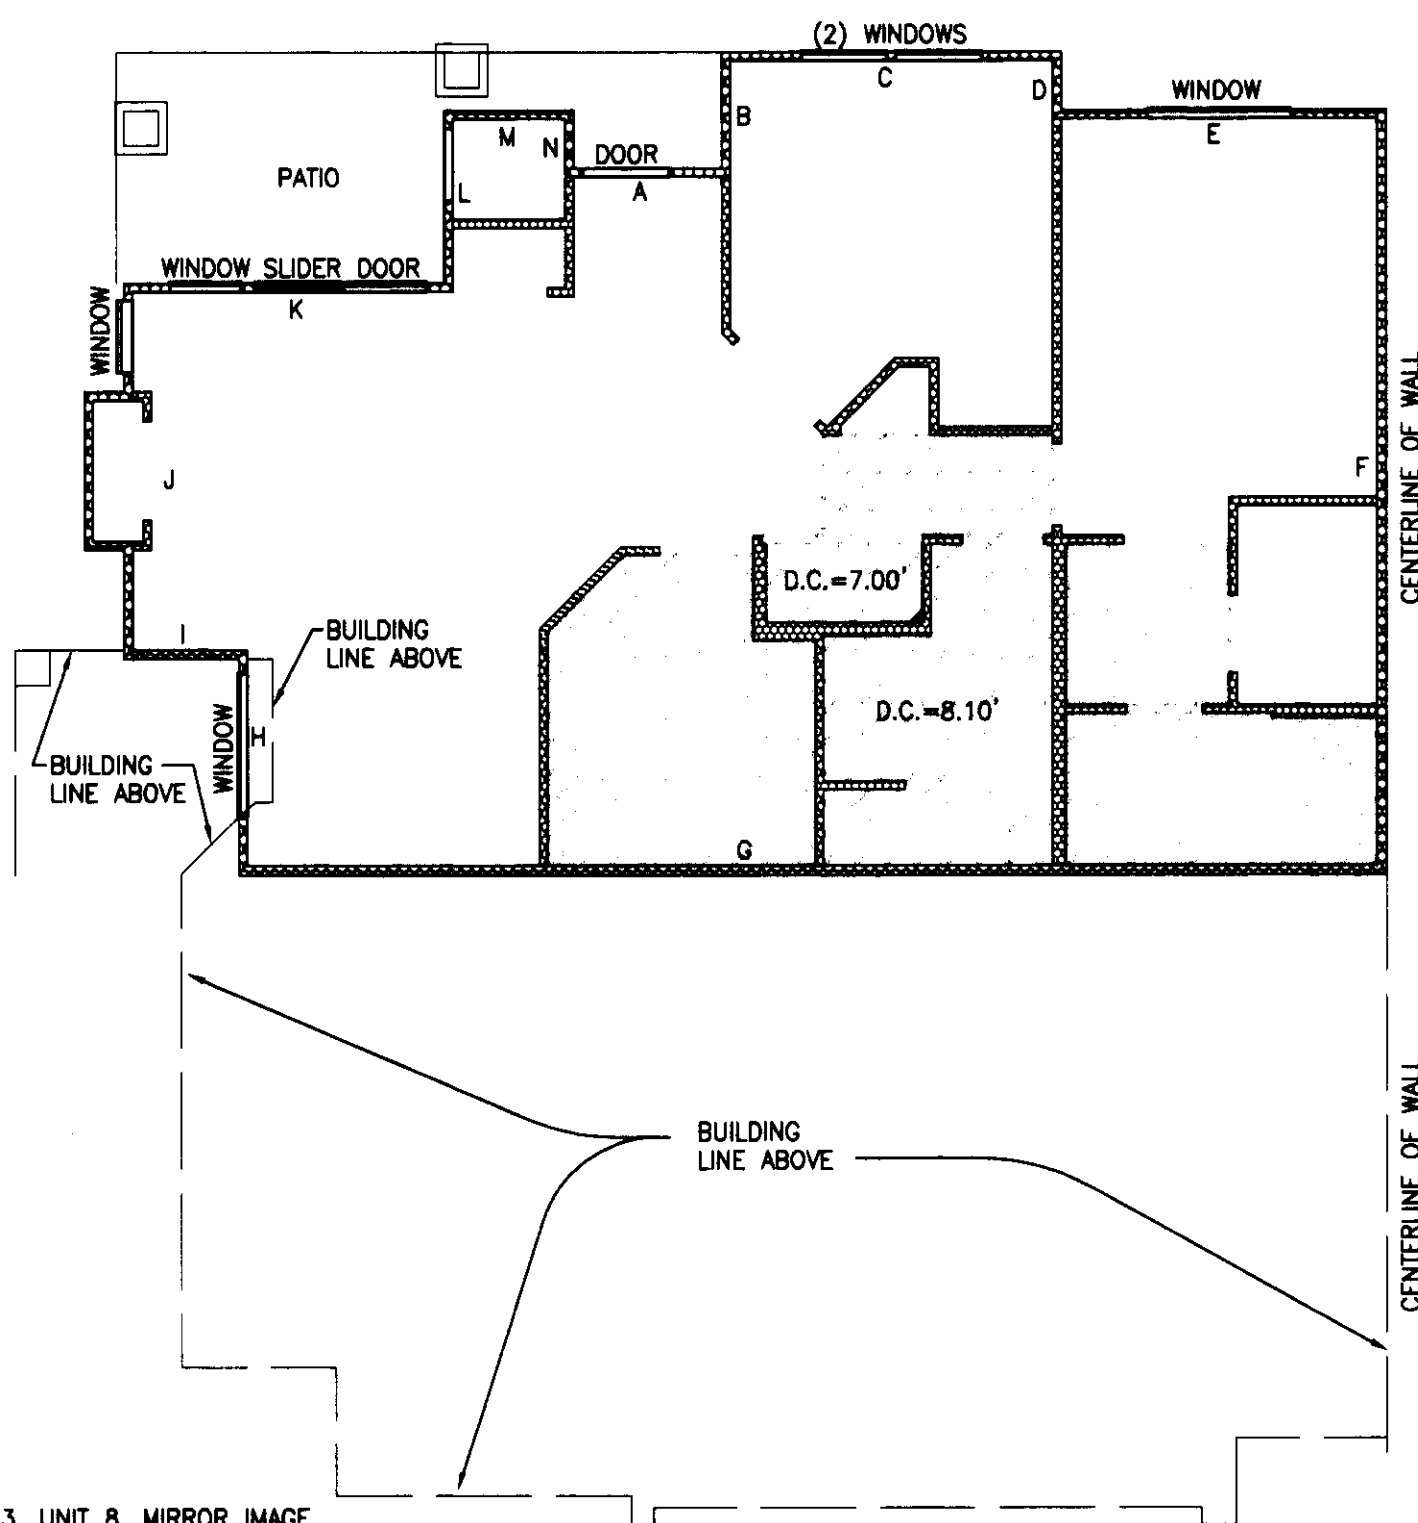 (2) WINDOWS
C
D
WINDOW
E
B
M
N
DOOR
A
PATIO
L
WINDOW SLIDER DOOR
K
WINDOW
CENTERLINE OF WALL
F
J
D.C.=7.00'
I
BUILDING
LINE ABOVE
D.C.=8.10'
WINDOW
H
BUILDING
LINE ABOVE
G
BUILDING
LINE ABOVE
CENTERLINE OF WALL
3, UNIT 8, MIRROR IMAGE